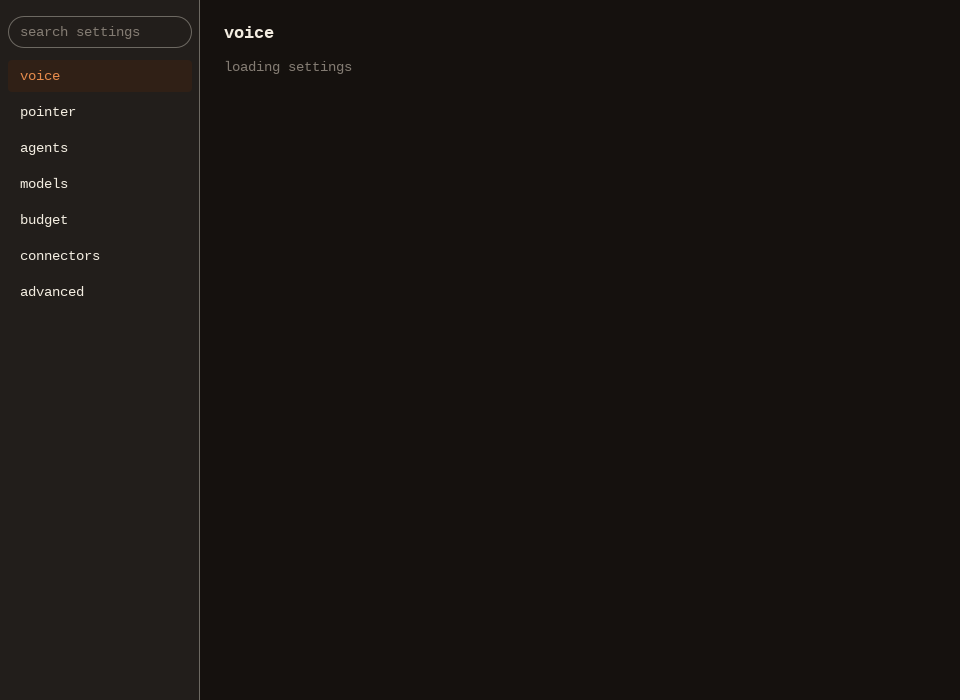 search settings
voice
pointer
agents
models
budget
connectors
advanced
voice
loading settings